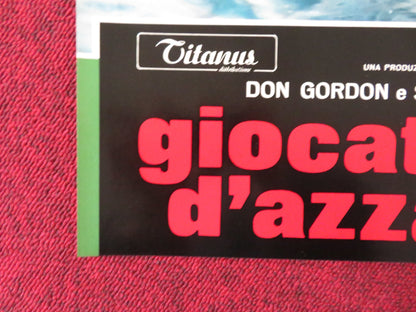 Titanus
distribuzione
UNA PRODUZ
DON GORDON e S
giocat
d'azza